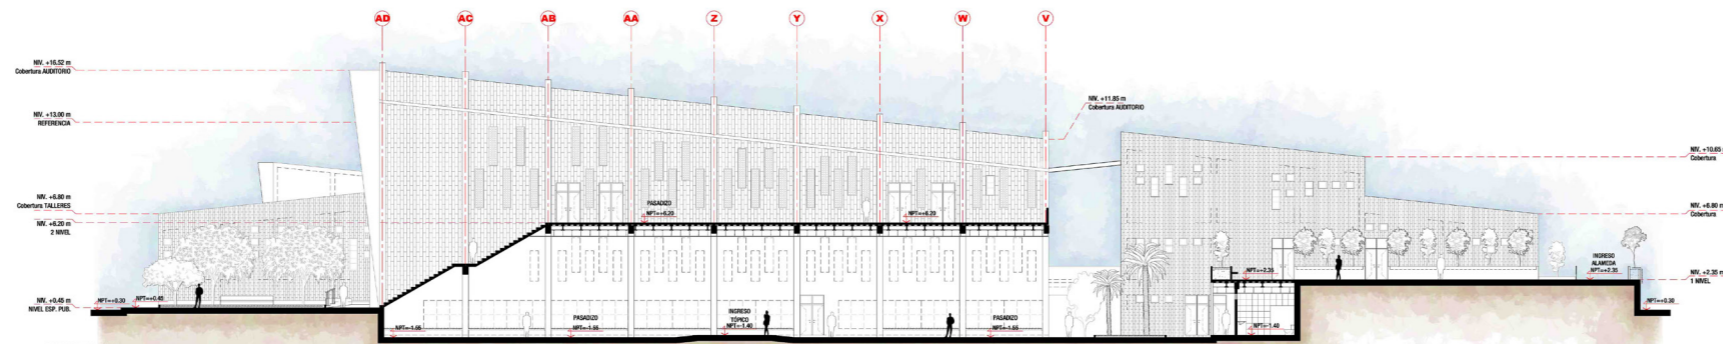 AD AC AB AA Z Y X W V
NIV. +16.52 m
Cobertura AUDITORIO
NIV. +13.00 m
REFERENCIA
NIV. +6.80 m
Cobertura TALLERES
NIV. +6.20 m
2 NIVEL
NIV. +0.45 m
NIVEL ESP. PUB.
NPT=+0.30
NPT=+0.45
NPT=-1.55
PASADIZO
NPT=+6.20
NPT=+6.20
PASADIZO
NPT=-1.55
INGRESO
TÓPICO
NPT=-1.40
PASADIZO
NPT=-1.55
NIV. +11.85 m
Cobertura AUDITORIO
NPT=+2.35
NPT=-1.40
INGRESO
ALAMEDA
NPT=+2.35
NIV. +10.65
Cobertura
NIV. +6.80 m
Cobertura
NIV. +2.35 m
1 NIVEL
NPT=+0.30